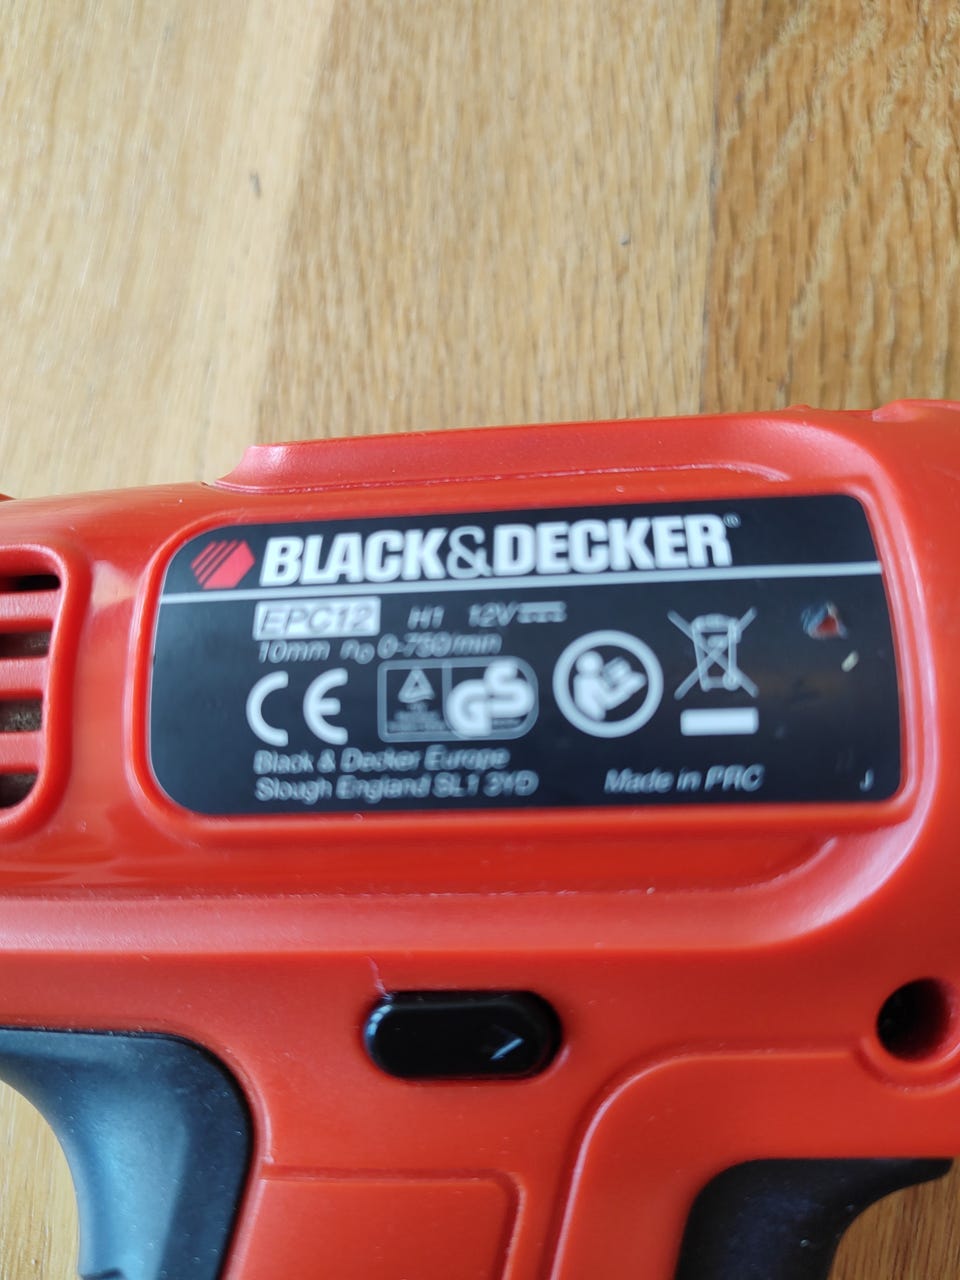 BLACK&DECKER®
EPC12 H1 12V
10mm n₀ 0-750/min
CE GS
Black & Decker Europe
Slough England SL1 3YD
Made in PRC